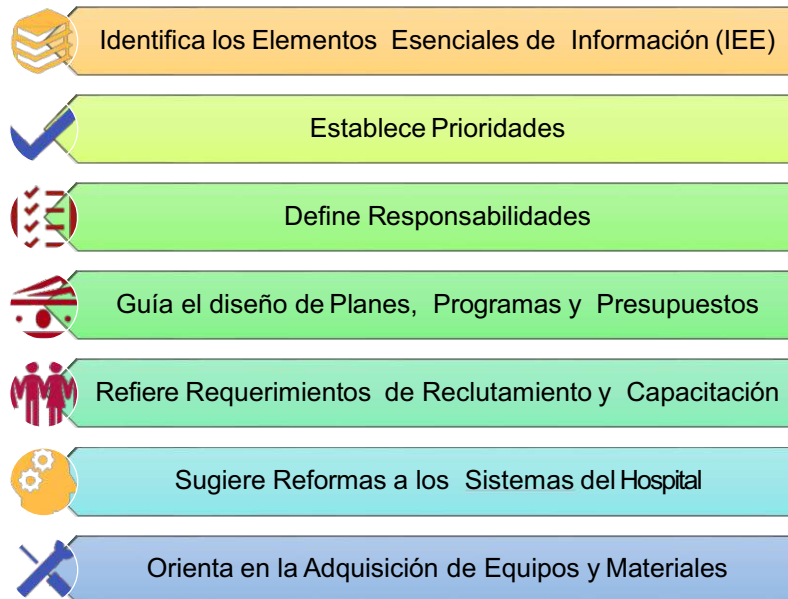 Identifica los Elementos Esenciales de Información (IEE)
Establece Prioridades
Define Responsabilidades
Guía el diseño de Planes, Programas y Presupuestos
Refiere Requerimientos de Reclutamiento y Capacitación
Sugiere Reformas a los Sistemas del Hospital
Orienta en la Adquisición de Equipos y Materiales